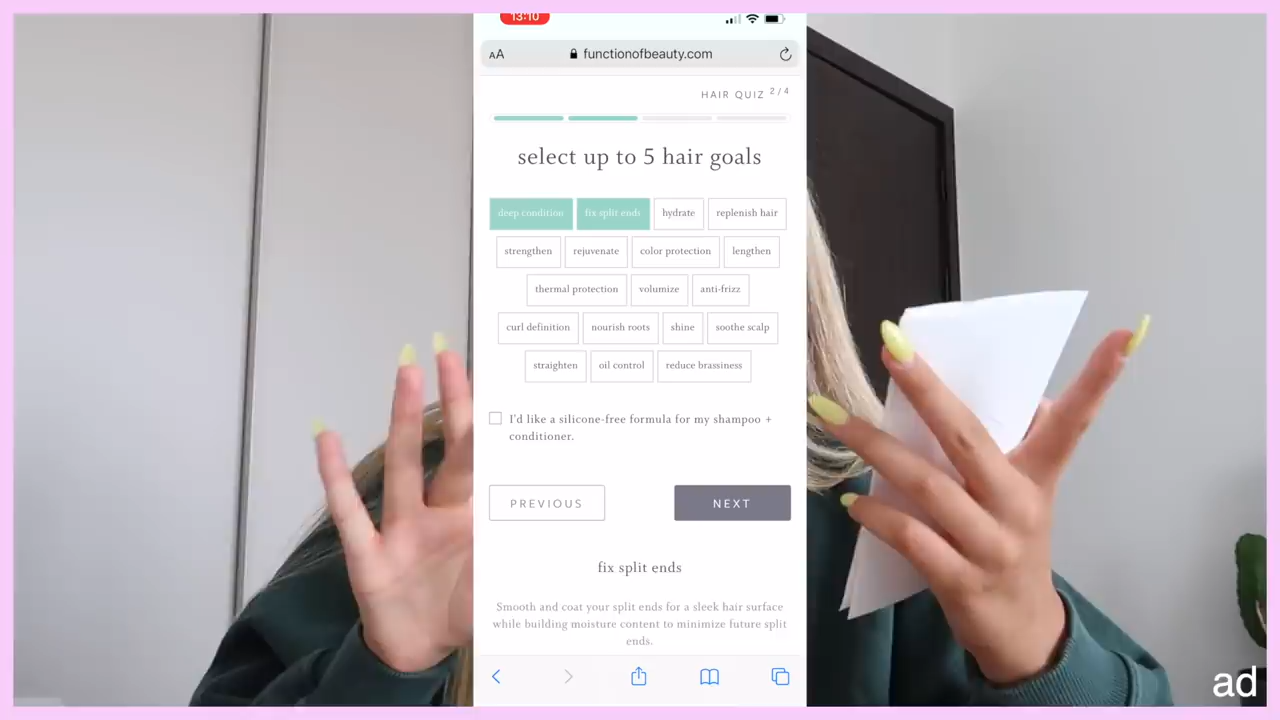 13:10
AA functionofbeauty.com
HAIR QUIZ 2/4
select up to 5 hair goals
deep condition fix split ends hydrate replenish hair
strengthen rejuvenate color protection lengthen
thermal protection volumize anti-frizz
curl definition nourish roots shine soothe scalp
straighten oil control reduce brassiness
I'd like a silicone-free formula for my shampoo +
conditioner.
PREVIOUS NEXT
fix split ends
Smooth and coat your split ends for a sleek hair surface
while building moisture content to minimize future split
ends.
ad